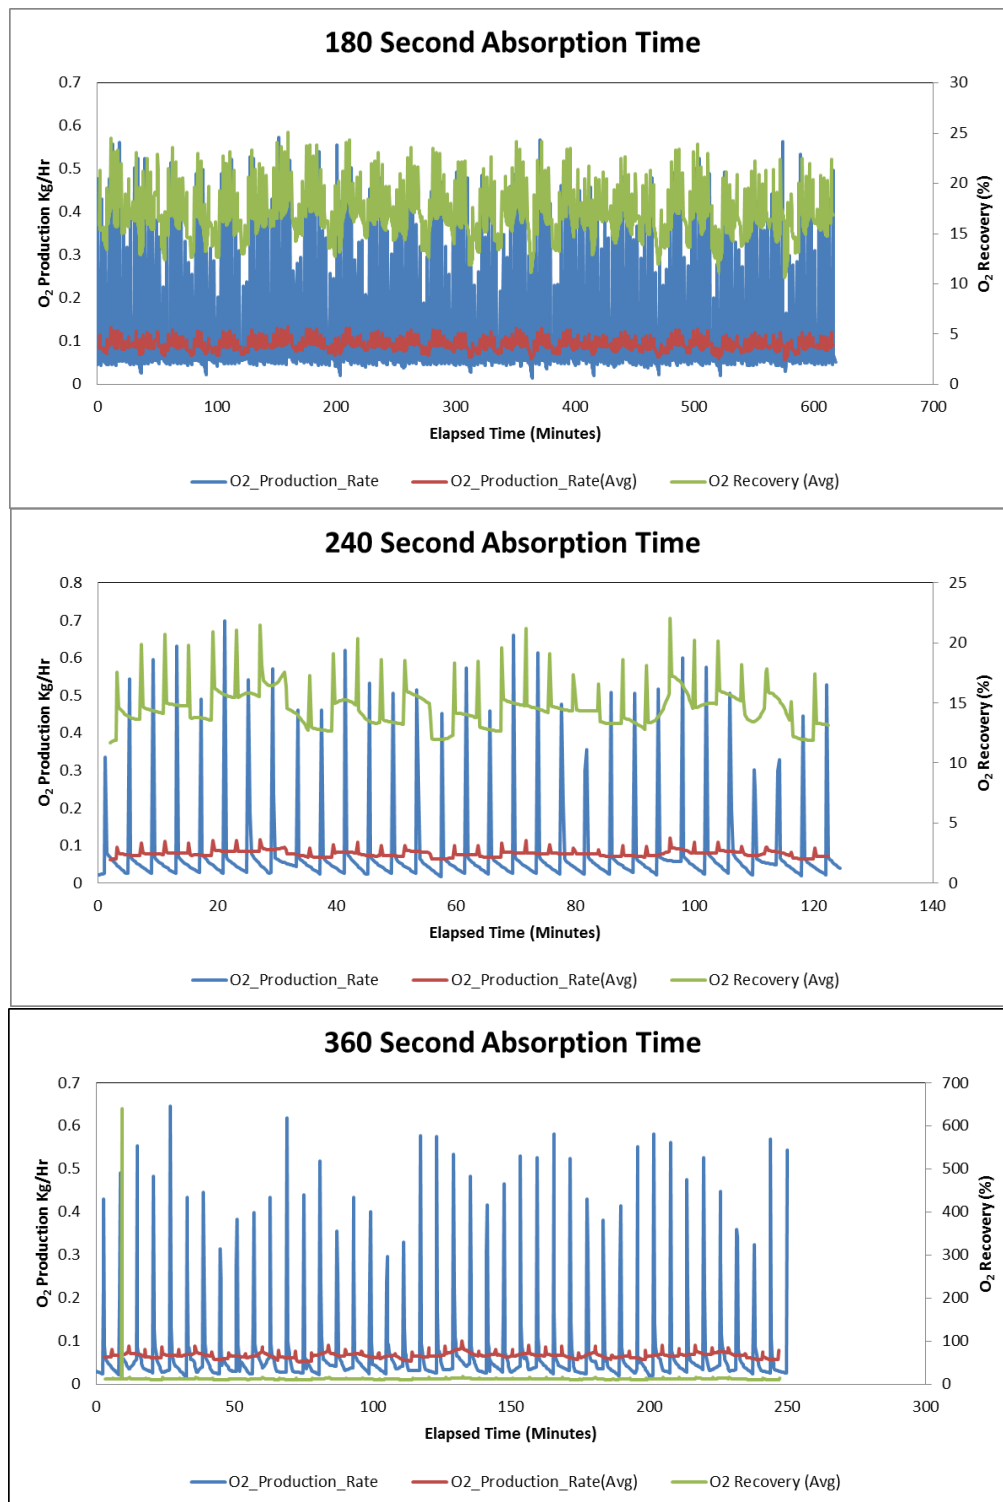 180 Second Absorption Time
0.7
0.6
0.5
0.4
0.3
0.2
0.1
0
O2 Production Kg/Hr
30
25
20
15
10
5
0
O2 Recovery (%)
0 100 200 300 400 500 600 700
Elapsed Time (Minutes)
O2_Production_Rate O2_Production_Rate(Avg) O2 Recovery (Avg)
240 Second Absorption Time
0.8
0.7
0.6
0.5
0.4
0.3
0.2
0.1
0
O2 Production Kg/Hr
25
20
15
10
5
0
O2 Recovery (%)
0 20 40 60 80 100 120 140
Elapsed Time (Minutes)
O2_Production_Rate O2_Production_Rate(Avg) O2 Recovery (Avg)
360 Second Absorption Time
0.7
0.6
0.5
0.4
0.3
0.2
0.1
0
O2 Production Kg/Hr
700
600
500
400
300
200
100
0
O2 Recovery (%)
0 50 100 150 200 250 300
Elapsed Time (Minutes)
O2_Production_Rate O2_Production_Rate(Avg) O2 Recovery (Avg)